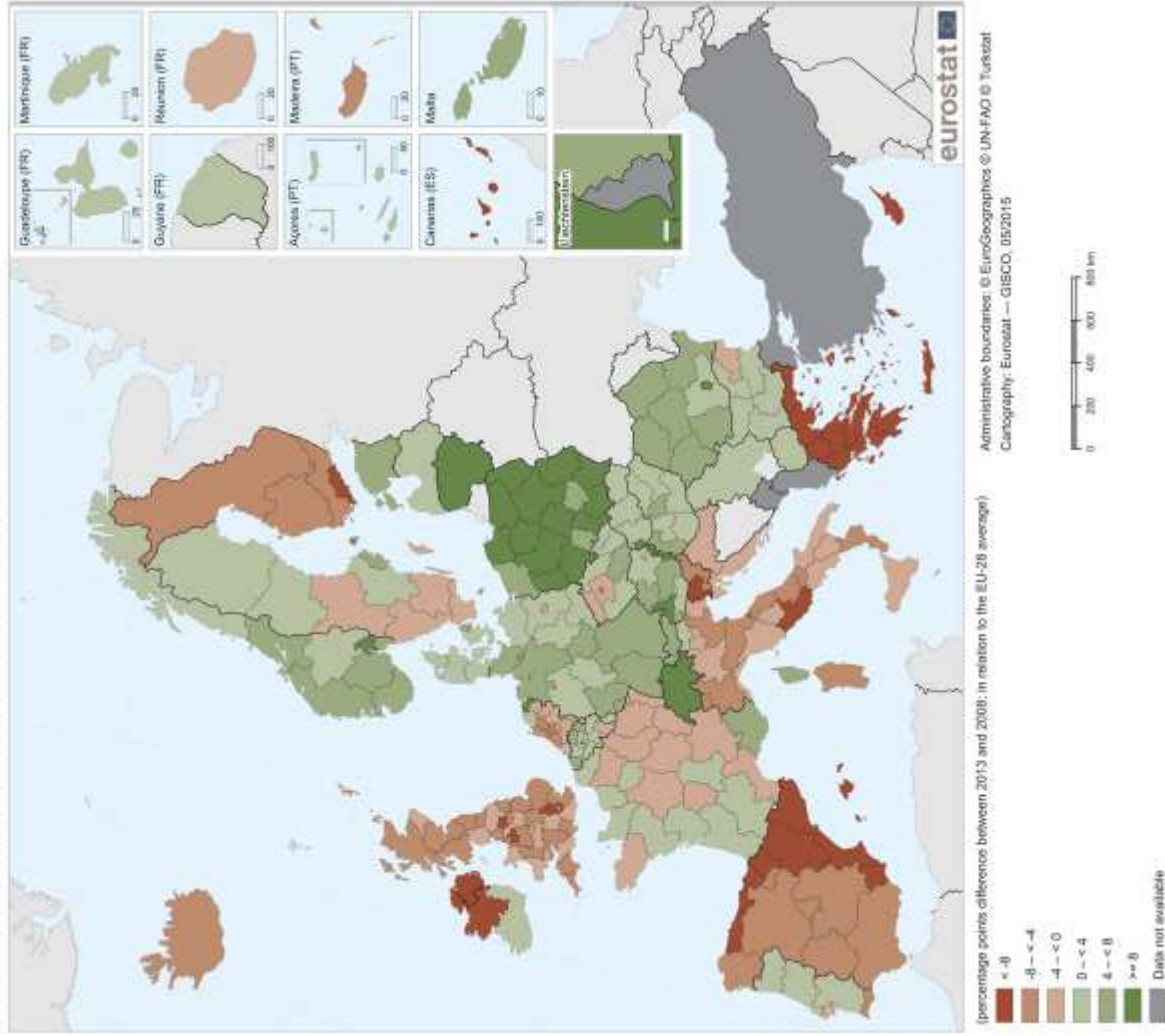 Guadeloupe (FR)
Martinique (FR)
Guyane (FR)
Réunion (FR)
Açores (PT)
Madeira (PT)
Canarias (ES)
Malta
Liechtenstein
eurostat
(percentage points difference between 2013 and 2008; in relation to the EU-28 average)
< -8
-8 – < -4
-4 – < 0
0 – < 4
4 – < 8
>= 8
Data not available
Administrative boundaries: © EuroGeographics © UN-FAO © Turkstat
Cartography: Eurostat — GISCO, 05/2015
0 200 400 600 800 km